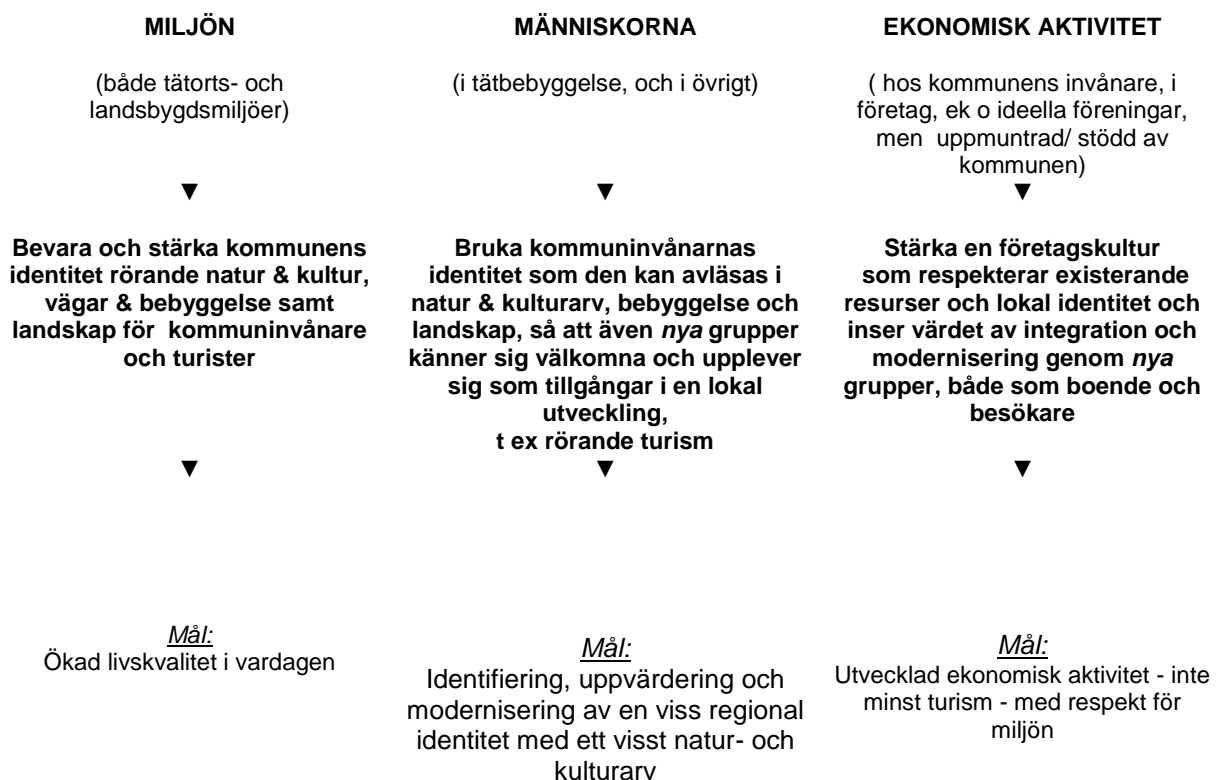 MILJÖN
(både tätorts- och
landsbygdsmiljöer)
▼
Bevara och stärka kommunens
identitet rörande natur & kultur,
vägar & bebyggelse samt
landskap för kommuninvånare
och turister
▼
Mål:
Ökad livskvalitet i vardagen
MÄNNISKORNA
(i tätbebyggelse, och i övrigt)
▼
Bruka kommuninvånarnas
identitet som den kan avläsas i
natur & kulturarv, bebyggelse och
landskap, så att även nya grupper
känner sig välkomna och upplever
sig som tillgångar i en lokal
utveckling,
t ex rörande turism
▼
Mål:
Identifiering, uppvärdering och
modernisering av en viss regional
identitet med ett visst natur- och
kulturarv
EKONOMISK AKTIVITET
( hos kommunens invånare, i
företag, ek o ideella föreningar,
men uppmuntrad/ stödd av
kommunen)
▼
Stärka en företagskultur
som respekterar existerande
resurser och lokal identitet och
inser värdet av integration och
modernisering genom nya
grupper, både som boende och
besökare
▼
Mål:
Utvecklad ekonomisk aktivitet - inte
minst turism - med respekt för
miljön